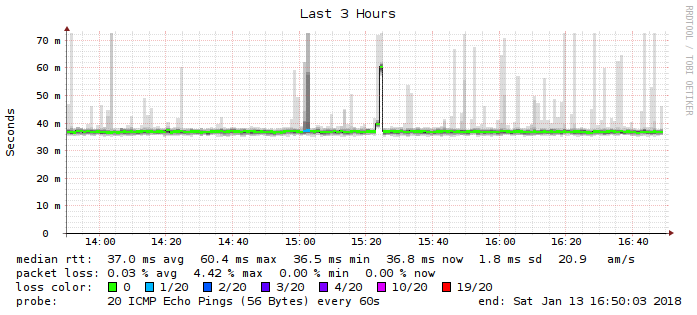 Last 3 Hours
RRDTOOL / TOBI OETIKER
Seconds
70 m
60 m
50 m
40 m
30 m
20 m
10 m
0
14:00 14:20 14:40 15:00 15:20 15:40 16:00 16:20 16:40
median rtt: 37.0 ms avg 60.4 ms max 36.5 ms min 36.8 ms now 1.8 ms sd 20.9 am/s
packet loss: 0.03 % avg 4.42 % max 0.00 % min 0.00 % now
loss color: 0 1/20 2/20 3/20 4/20 10/20 19/20
probe: 20 ICMP Echo Pings (56 Bytes) every 60s end: Sat Jan 13 16:50:03 2018